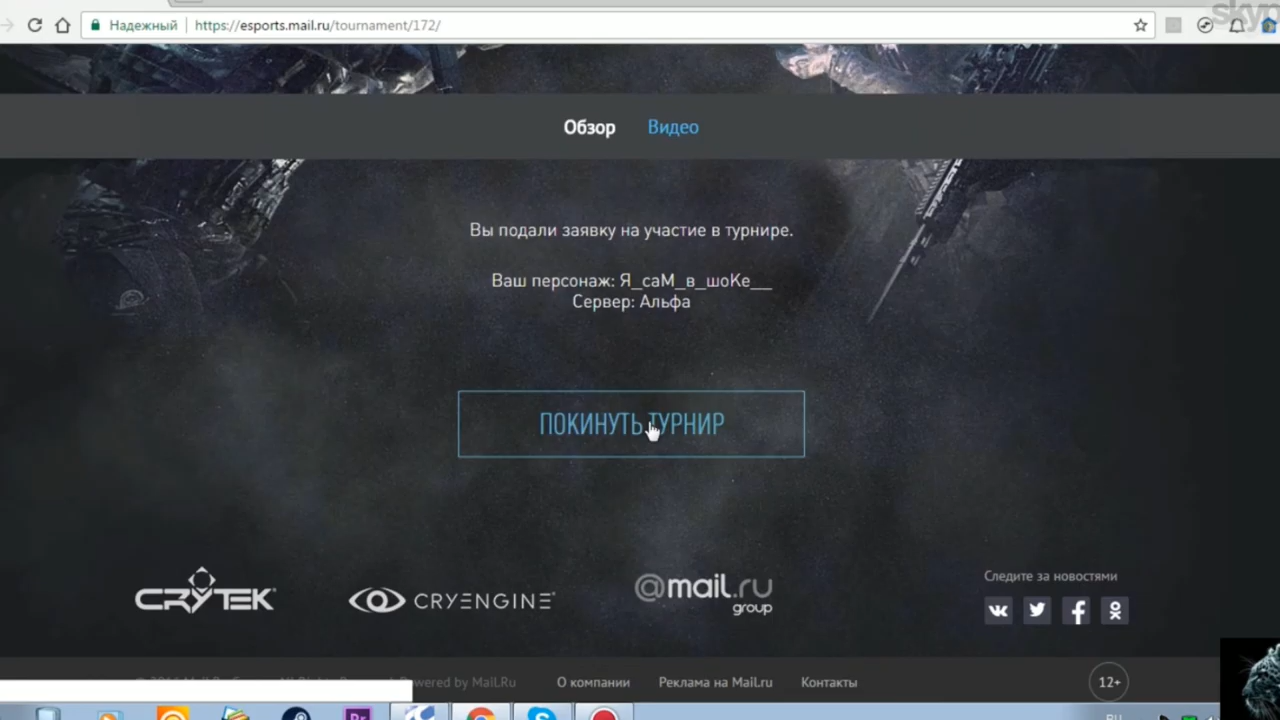 Надежный https://esports.mail.ru/tournament/172/
Обзор Видео
Вы подали заявку на участие в турнире.
Ваш персонаж: Я_саМ_в_шоКе__
Сервер: Альфа
ПОКИНУТЬ ТУРНИР
CRYTEK
CRYENGINE
@mail.ru group
Следите за новостями
Mail.Ru О компании Реклама на Mail.ru Контакты 12+
Pr
RU